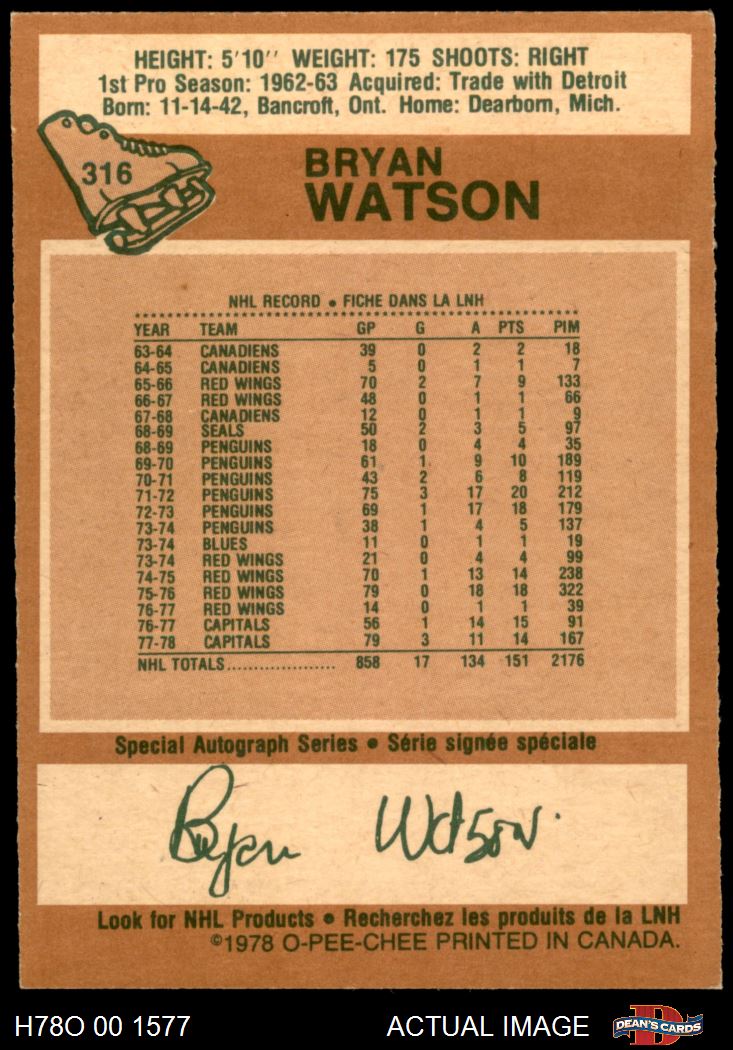 HEIGHT: 5'10'' WEIGHT: 175 SHOOTS: RIGHT
1st Pro Season: 1962-63 Acquired: Trade with Detroit
Born: 11-14-42, Bancroft, Ont. Home: Dearborn, Mich.
316
BRYAN
WATSON
NHL RECORD • FICHE DANS LA LNH
YEAR TEAM GP G A PTS PIM
63-64 CANADIENS 39 0 2 2 18
64-65 CANADIENS 5 0 1 1 7
65-66 RED WINGS 70 2 7 9 133
66-67 RED WINGS 48 0 1 1 66
67-68 CANADIENS 12 0 1 1 9
68-69 SEALS 50 2 3 5 97
68-69 PENGUINS 18 0 4 4 35
69-70 PENGUINS 61 1 9 10 189
70-71 PENGUINS 43 2 6 8 119
71-72 PENGUINS 75 3 17 20 212
72-73 PENGUINS 69 1 17 18 179
73-74 PENGUINS 38 1 4 5 137
73-74 BLUES 11 0 1 1 19
73-74 RED WINGS 21 0 4 4 99
74-75 RED WINGS 70 1 13 14 238
75-76 RED WINGS 79 0 18 18 322
76-77 RED WINGS 14 0 1 1 39
76-77 CAPITALS 56 1 14 15 91
77-78 CAPITALS 79 3 11 14 167
NHL TOTALS.................... 858 17 134 151 2176
Special Autograph Series • Série signée spéciale
Bryan Watson
Look for NHL Products • Recherchez les produits de la LNH
©1978 O-PEE-CHEE PRINTED IN CANADA.
H78O 00 1577 ACTUAL IMAGE D DEAN'S CARDS